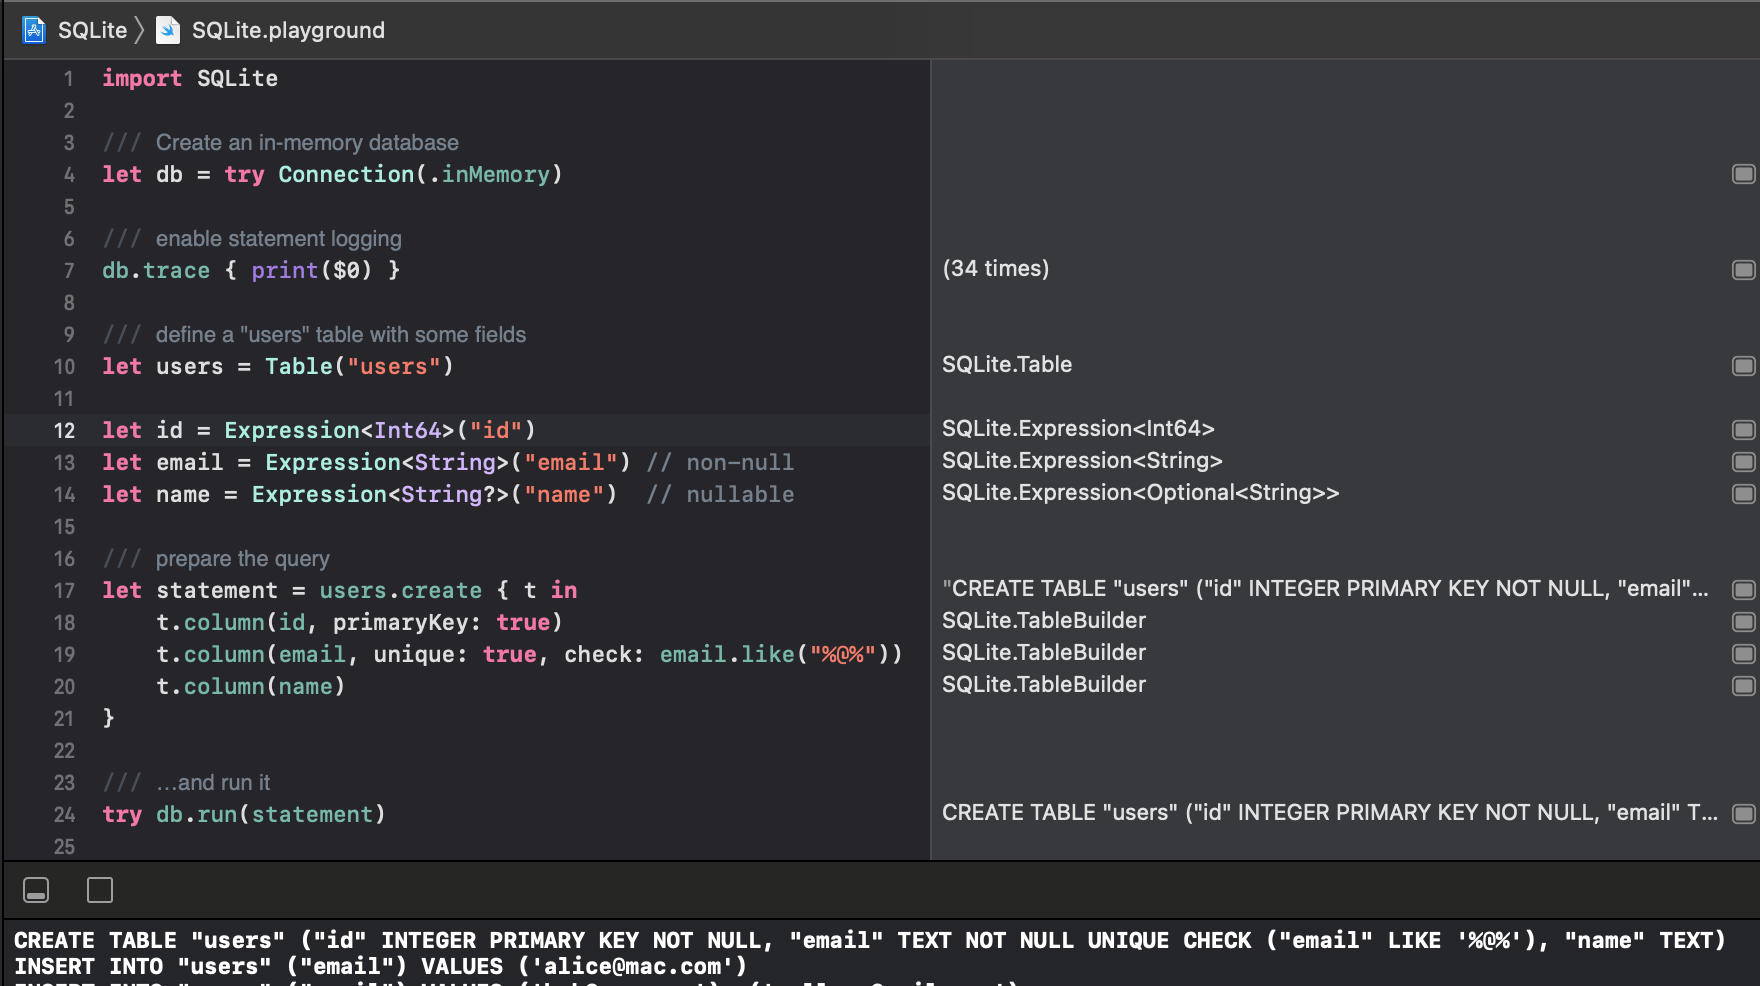 SQLite 〉 SQLite.playground
1 import SQLite
2
3 /// Create an in-memory database
4 let db = try Connection(.inMemory)
5
6 /// enable statement logging
7 db.trace { print($0) } (34 times)
8
9 /// define a "users" table with some fields
10 let users = Table("users") SQLite.Table
11
12 let id = Expression<Int64>("id") SQLite.Expression<Int64>
13 let email = Expression<String>("email") // non-null SQLite.Expression<String>
14 let name = Expression<String?>("name") // nullable SQLite.Expression<Optional<String>>
15
16 /// prepare the query
17 let statement = users.create { t in "CREATE TABLE "users" ("id" INTEGER PRIMARY KEY NOT NULL, "email"...
18 t.column(id, primaryKey: true) SQLite.TableBuilder
19 t.column(email, unique: true, check: email.like("%@%")) SQLite.TableBuilder
20 t.column(name) SQLite.TableBuilder
21 }
22
23 /// …and run it
24 try db.run(statement) CREATE TABLE "users" ("id" INTEGER PRIMARY KEY NOT NULL, "email" T...
25
CREATE TABLE "users" ("id" INTEGER PRIMARY KEY NOT NULL, "email" TEXT NOT NULL UNIQUE CHECK ("email" LIKE '%@%'), "name" TEXT)
INSERT INTO "users" ("email") VALUES ('alice@mac.com')
INSERT INTO "users" ("email") VALUES